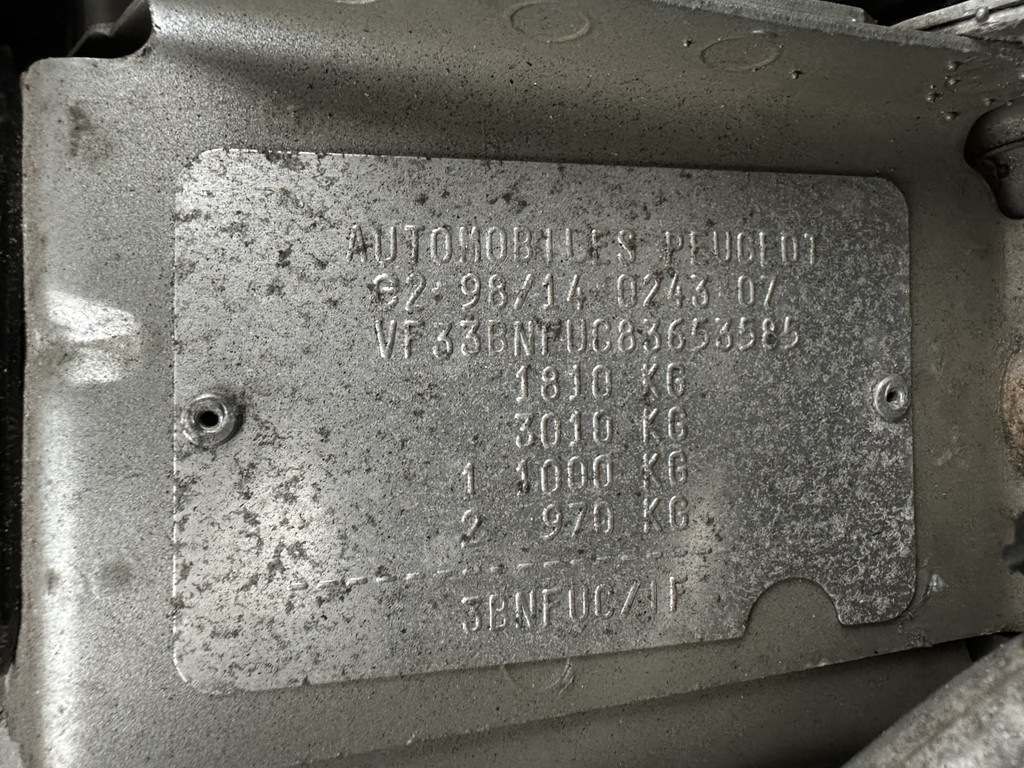 AUTOMOBILES PEUGEOT
e2*98/14*0243*07
VF33BNFUC83653585
1810 KG
3010 KG
1 1000 KG
2 970 KG
----------------
3BNFUC/IF